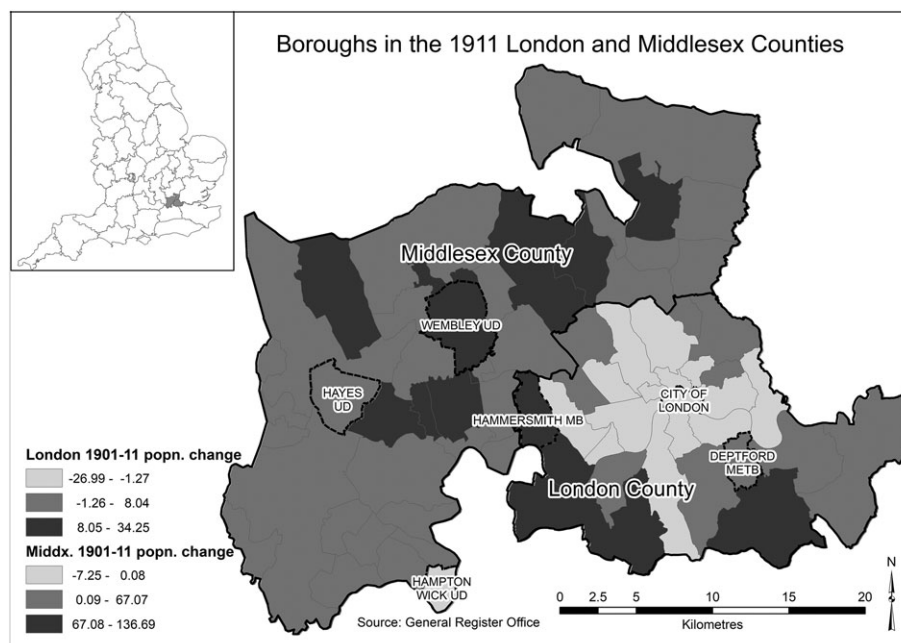 Boroughs in the 1911 London and Middlesex Counties
Middlesex County
WEMBLEY UD
HAYES
UD
HAMMERSMITH MB
CITY OF
LONDON
DEPTFORD
METB
London County
HAMPTON
WICK UD
London 1901-11 popn. change
-26.99 - -1.27
-1.26 - 8.04
8.05 - 34.25
Middx. 1901-11 popn. change
-7.25 - 0.08
0.09 - 67.07
67.08 - 136.69
Source: General Register Office
N
0 2.5 5 10 15 20
Kilometres